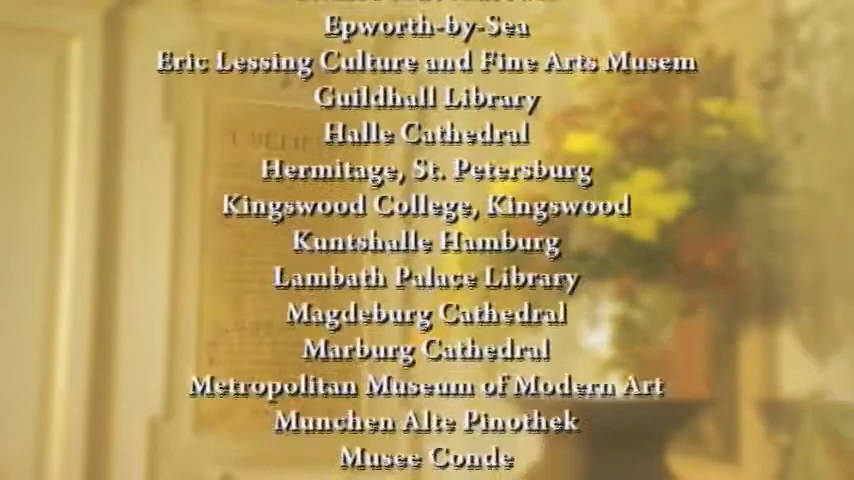 Epworth-by-Sea
Eric Lessing Culture and Fine Arts Musem
Guildhall Library
Halle Cathedral
Hermitage, St. Petersburg
Kingswood College, Kingswood
Kuntshalle Hamburg
Lambath Palace Library
Magdeburg Cathedral
Marburg Cathedral
Metropolitan Museum of Modern Art
Munchen Alte Pinothek
Musee Conde